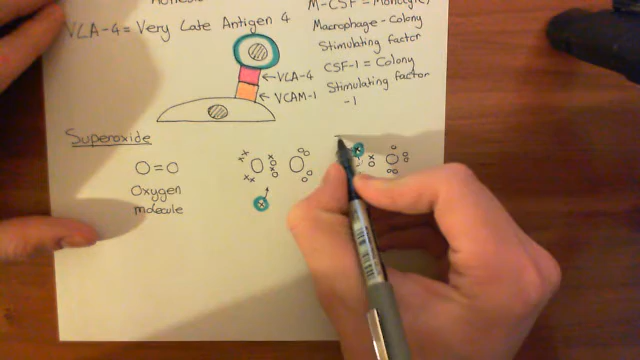 VLA-4 = Very Late Antigen 4
M-CSF = Monocyte/
Macrophage - Colony
Stimulating factor
CSF-1 = Colony
Stimulating factor
-1
← VLA-4
← VCAM-1
Superoxide
O=O
Oxygen
molecule